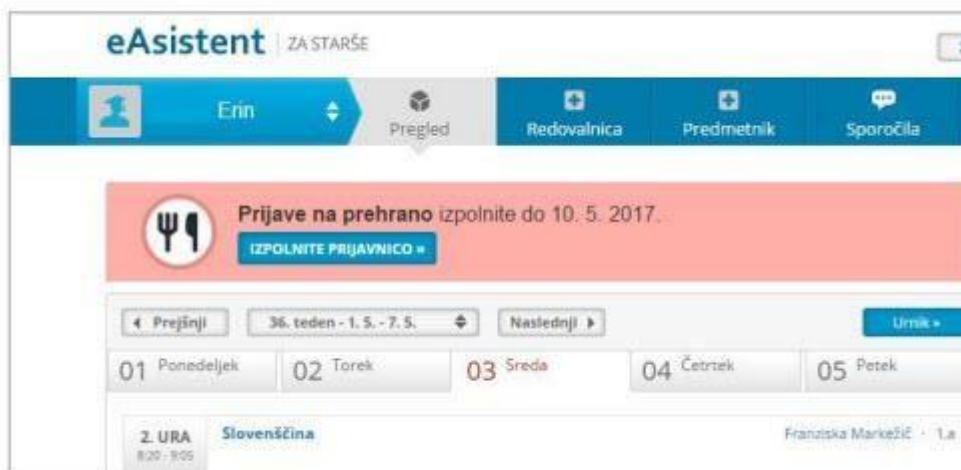 eAsistent ZA STARŠE
Erin
Pregled
Redovalnica
Predmetnik
Sporočila
Prijave na prehrano izpolnite do 10. 5. 2017.
IZPOLNITE PRIJAVNICO »
Prejšnji
36. teden - 1. 5. - 7. 5.
Naslednji
Urnik »
01 Ponedeljek
02 Torek
03 Sreda
04 Četrtek
05 Petek
2. URA
8:20 - 9:05
Slovenščina
Franziska Markežič · 1.a